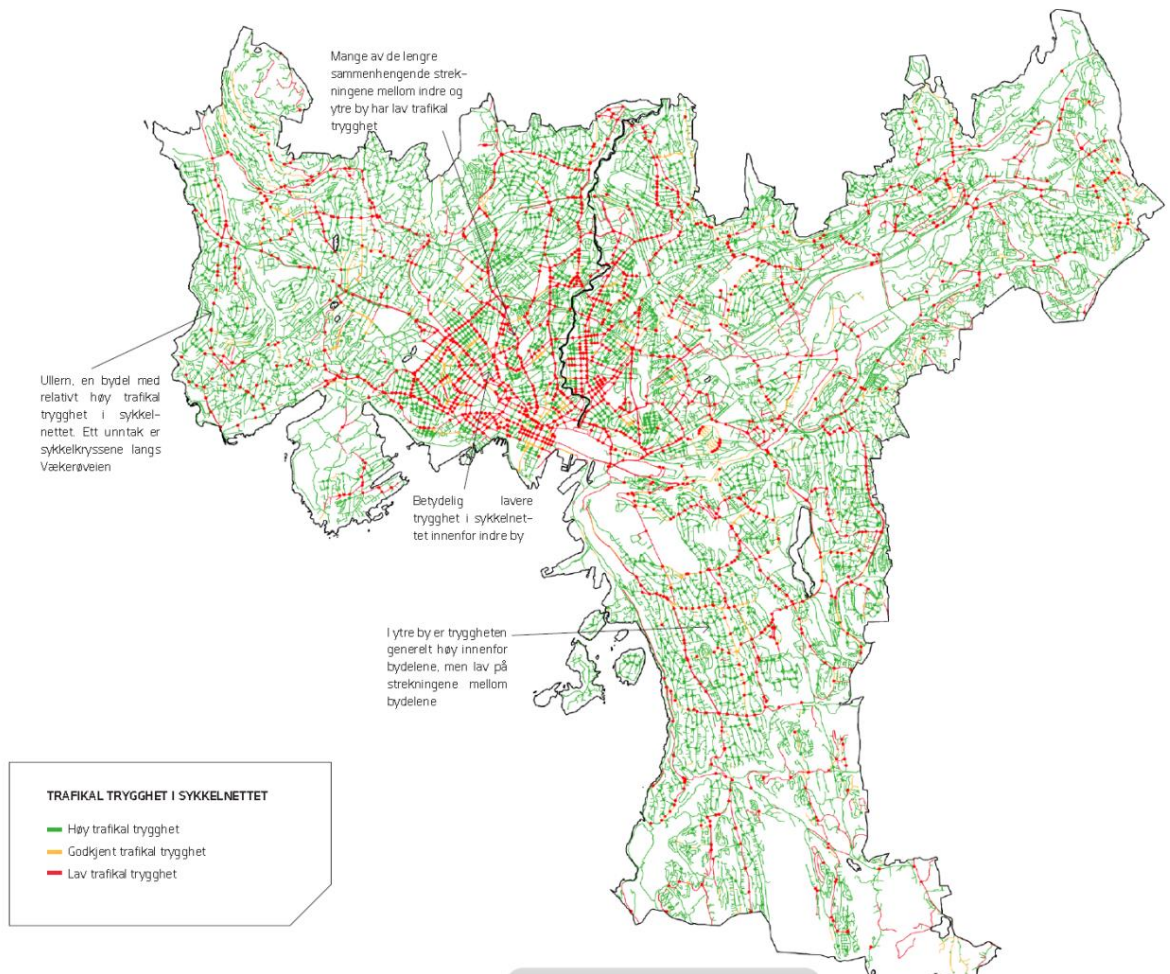 Mange av de lengre
sammenhengende strek-
ningene mellom indre og
ytre by har lav trafikal
trygghet
Ullern, en bydel med
relativt høy trafikal
trygghet i sykkel-
nettet. Ett unntak er
sykkelkryssene langs
Vækerøveien
Betydelig lavere
trygghet i sykkelnet-
tet innenfor indre by
I ytre by er tryggheten
generelt høy innenfor
bydelene, men lav på
strekningene mellom
bydelene
TRAFIKAL TRYGGHET I SYKKELNETTET
Høy trafikal trygghet
Godkjent trafikal trygghet
Lav trafikal trygghet